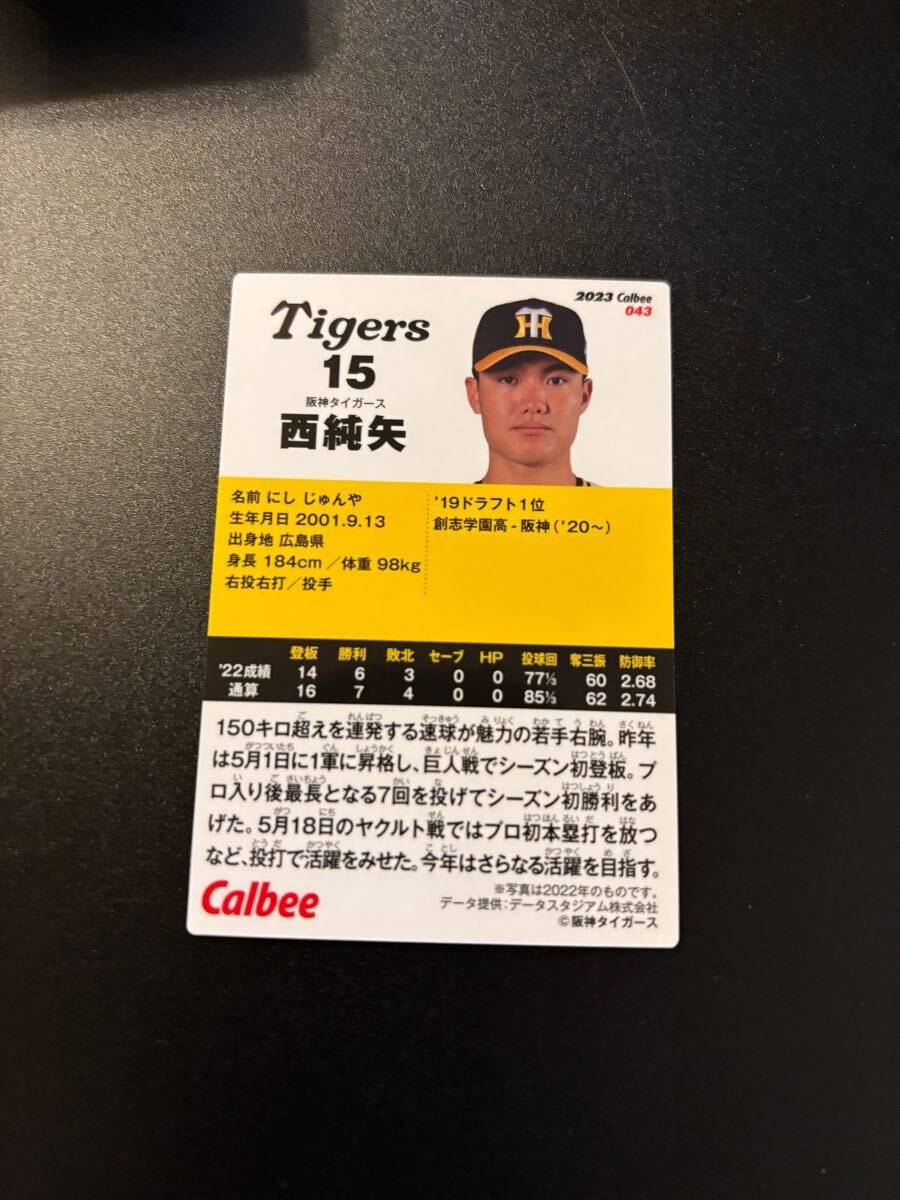 2023 Calbee
043
Tigers
15
阪神タイガース
西純矢
名前 にし じゅんや
生年月日 2001.9.13
出身地 広島県
身長 184cm ／体重 98kg
右投右打／投手
'19ドラフト1位
創志学園高 - 阪神（'20〜）
登板 勝利 敗北 セーブ HP 投球回 奪三振 防御率
'22成績 14 6 3 0 0 77⅓ 60 2.68
通算 16 7 4 0 0 85⅓ 62 2.74
150キロ超えを連発する速球が魅力の若手右腕。昨年
は5月1日に1軍に昇格し、巨人戦でシーズン初登板。プ
ロ入り後最長となる7回を投げてシーズン初勝利をあ
げた。5月18日のヤクルト戦ではプロ初本塁打を放つ
など、投打で活躍をみせた。今年はさらなる活躍を目指す。
※写真は2022年のものです。
データ提供:データスタジアム株式会社
©阪神タイガース
Calbee